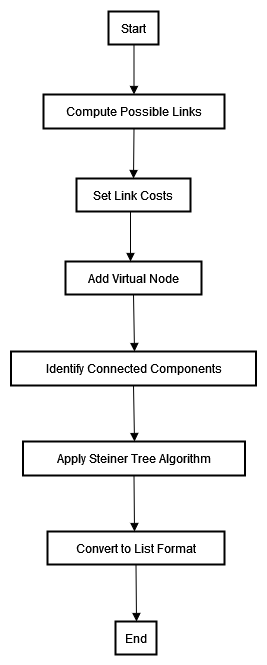 Start
Compute Possible Links
Set Link Costs
Add Virtual Node
Identify Connected Components
Apply Steiner Tree Algorithm
Convert to List Format
End